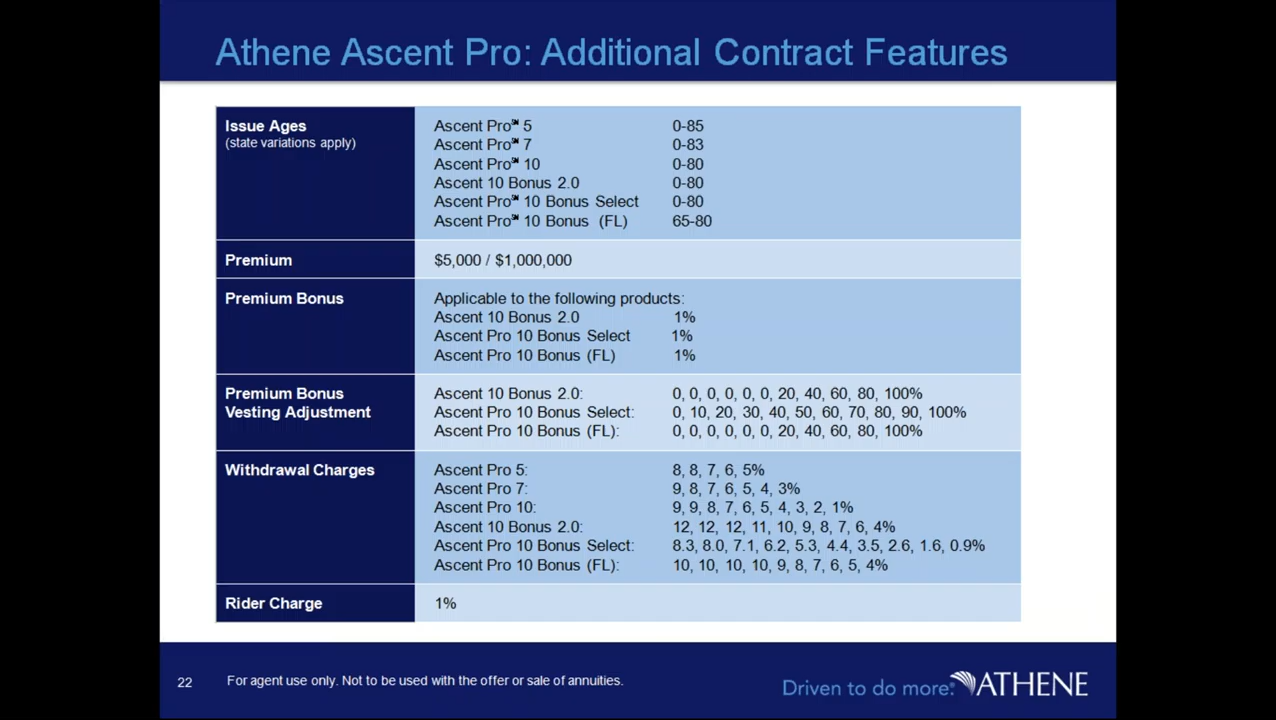 Athene Ascent Pro: Additional Contract Features
Issue Ages
(state variations apply)
Ascent Pro℠ 5 0-85
Ascent Pro℠ 7 0-83
Ascent Pro℠ 10 0-80
Ascent 10 Bonus 2.0 0-80
Ascent Pro℠ 10 Bonus Select 0-80
Ascent Pro℠ 10 Bonus (FL) 65-80
Premium $5,000 / $1,000,000
Premium Bonus Applicable to the following products:
Ascent 10 Bonus 2.0 1%
Ascent Pro 10 Bonus Select 1%
Ascent Pro 10 Bonus (FL) 1%
Premium Bonus
Vesting Adjustment
Ascent 10 Bonus 2.0: 0, 0, 0, 0, 0, 0, 20, 40, 60, 80, 100%
Ascent Pro 10 Bonus Select: 0, 10, 20, 30, 40, 50, 60, 70, 80, 90, 100%
Ascent Pro 10 Bonus (FL): 0, 0, 0, 0, 0, 0, 20, 40, 60, 80, 100%
Withdrawal Charges
Ascent Pro 5: 8, 8, 7, 6, 5%
Ascent Pro 7: 9, 8, 7, 6, 5, 4, 3%
Ascent Pro 10: 9, 9, 8, 7, 6, 5, 4, 3, 2, 1%
Ascent 10 Bonus 2.0: 12, 12, 12, 11, 10, 9, 8, 7, 6, 4%
Ascent Pro 10 Bonus Select: 8.3, 8.0, 7.1, 6.2, 5.3, 4.4, 3.5, 2.6, 1.6, 0.9%
Ascent Pro 10 Bonus (FL): 10, 10, 10, 10, 9, 8, 7, 6, 5, 4%
Rider Charge 1%
22 For agent use only. Not to be used with the offer or sale of annuities.
Driven to do more.® ATHENE